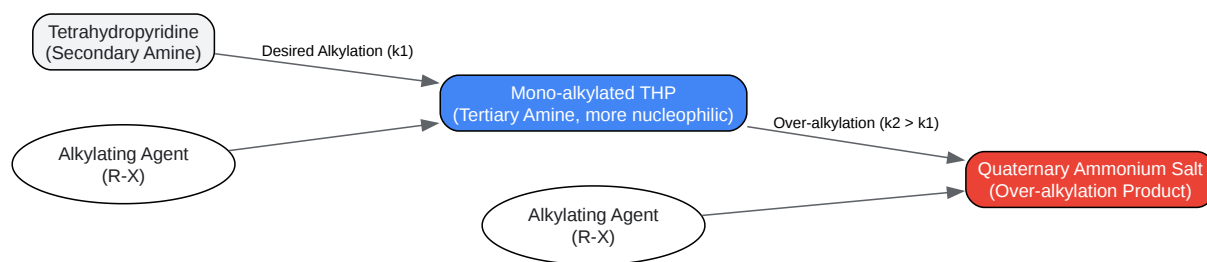 Tetrahydropyridine
(Secondary Amine)
Desired Alkylation (k1)
Mono-alkylated THP
(Tertiary Amine, more nucleophilic)
Alkylating Agent
(R-X)
Over-alkylation (k2 > k1)
Quaternary Ammonium Salt
(Over-alkylation Product)
Alkylating Agent
(R-X)